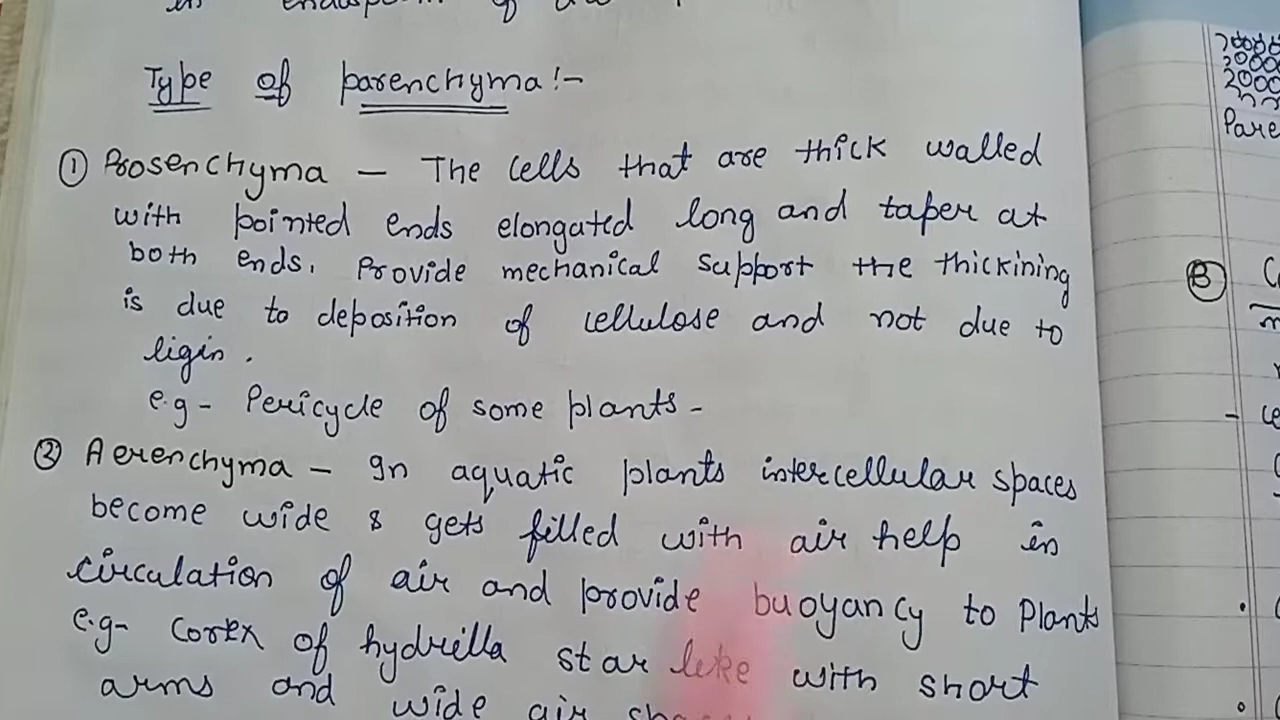 in
of
Type of parenchyma :-
① Prosenchyma - The cells that are thick walled
with pointed ends elongated long and taper at
both ends. Provide mechanical support the thickining
is due to deposition of cellulose and not due to
ligin.
e.g - Pericycle of some plants -
② Aerenchyma - In aquatic plants intercellular spaces
become wide & gets filled with air help in
circulation of air and provide buoyancy to plants
e.g- Cortex of hydrilla star like with short
arms and wide air
Pare
Ⓑ